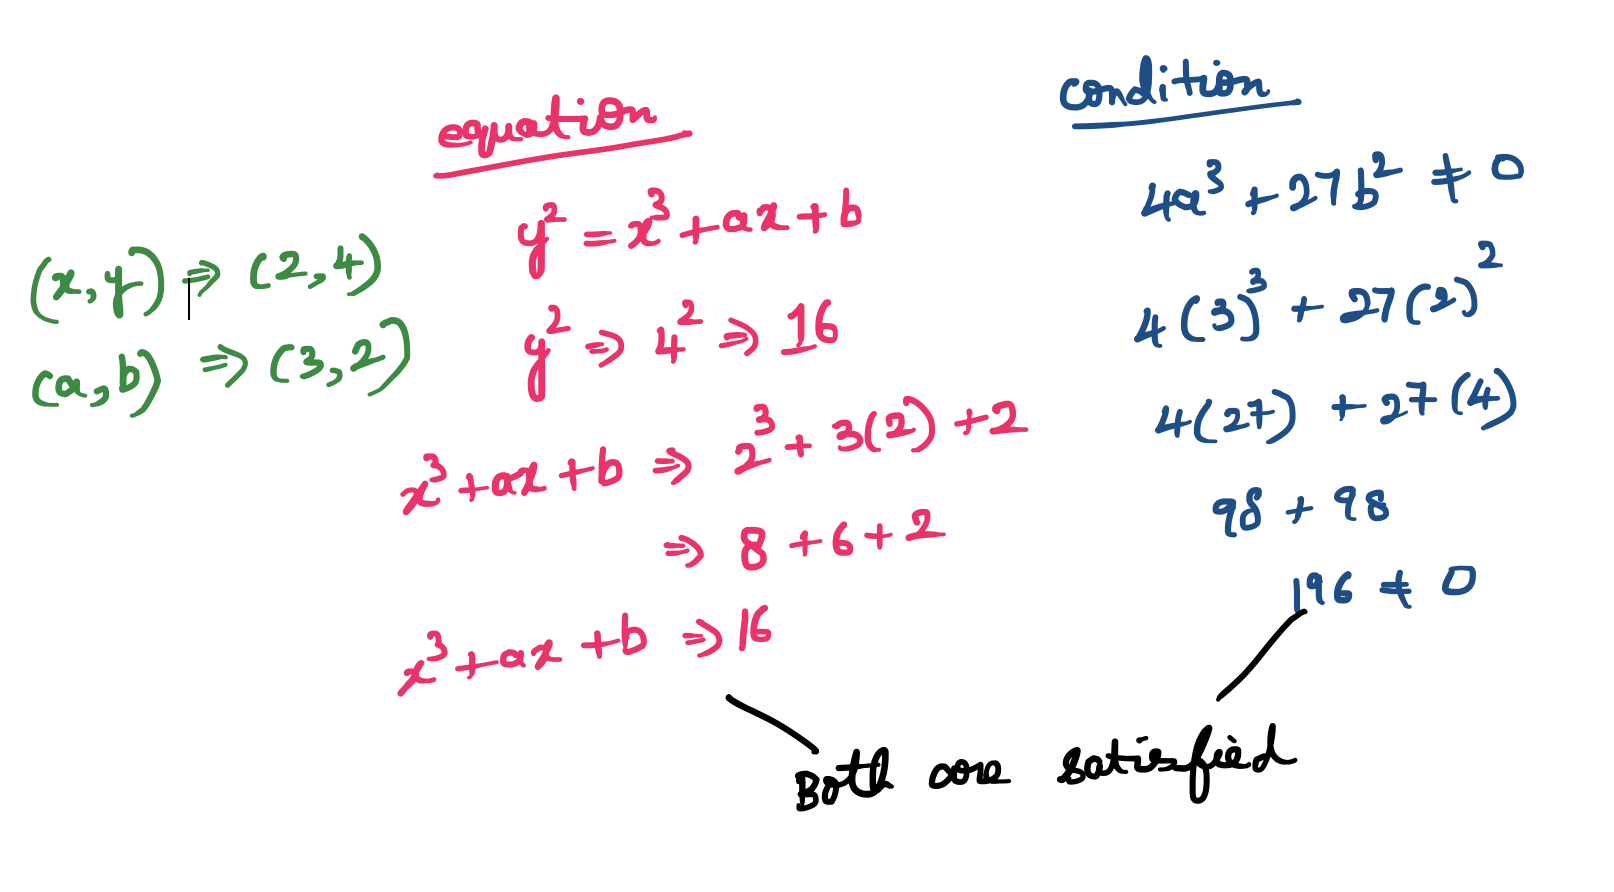 equation
condition
4a³ + 27b² ≠ 0
y² = x³ + ax + b
(x, y) ⇒ (2, 4)
4(3)³ + 27(2)²
y² ⇒ 4² ⇒ 16
(a, b) ⇒ (3, 2)
4(27) + 27(4)
x³ + ax + b ⇒ 2³ + 3(2) + 2
98 + 98
⇒ 8 + 6 + 2
196 ≠ 0
x³ + ax + b ⇒ 16
Both are satisfied